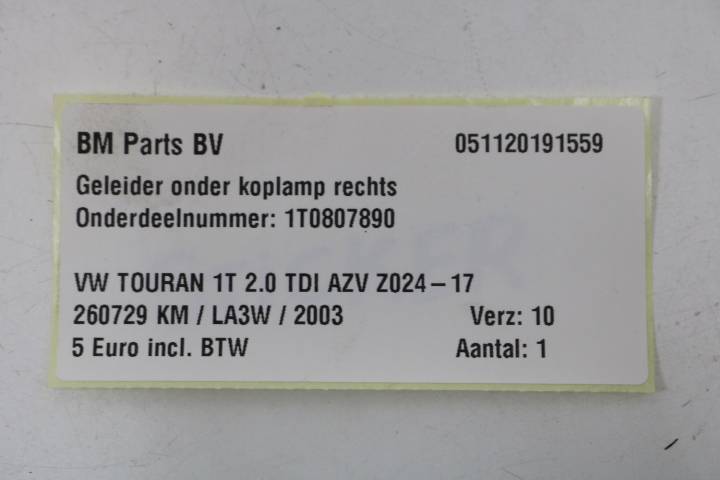 BM Parts BV 051120191559
Geleider onder koplamp rechts
Onderdeelnummer: 1T0807890
VW TOURAN 1T 2.0 TDI AZV Z024-17
260729 KM / LA3W / 2003 Verz: 10
5 Euro incl. BTW Aantal: 1